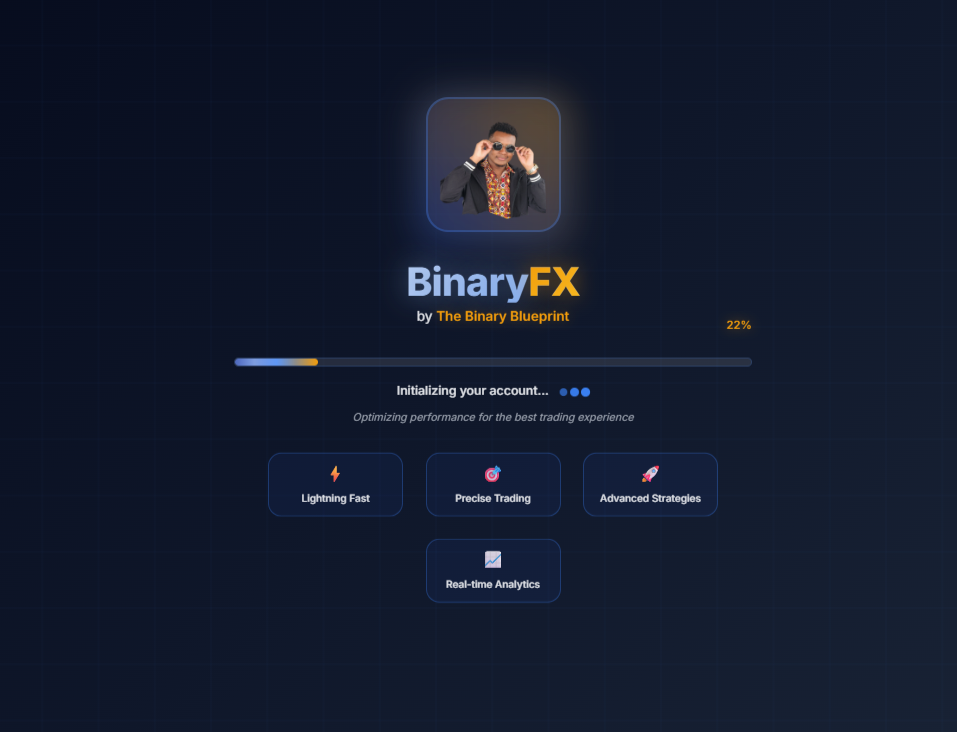 BinaryFX
by The Binary Blueprint
22%
Initializing your account...
Optimizing performance for the best trading experience
Lightning Fast
Precise Trading
Advanced Strategies
Real-time Analytics